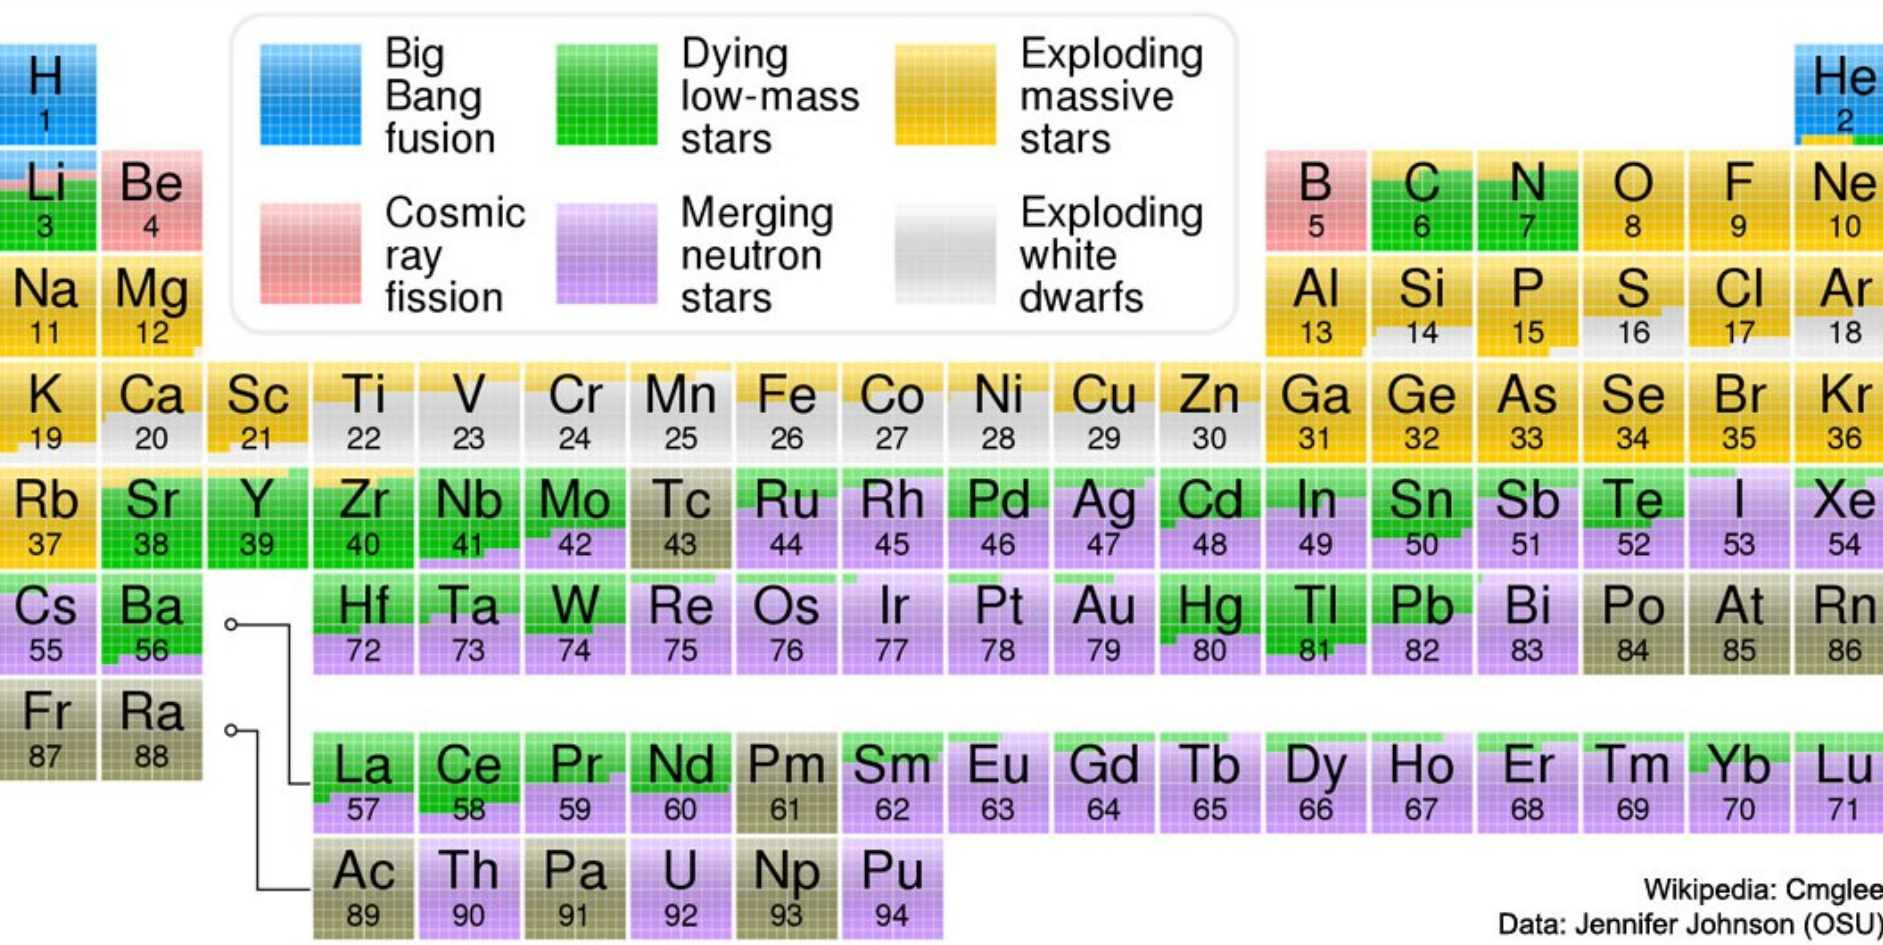 Big Bang fusion
Dying low-mass stars
Exploding massive stars
Cosmic ray fission
Merging neutron stars
Exploding white dwarfs
H He
1 2
Li Be B C N O F Ne
3 4 5 6 7 8 9 10
Na Mg Al Si P S Cl Ar
11 12 13 14 15 16 17 18
K Ca Sc Ti V Cr Mn Fe Co Ni Cu Zn Ga Ge As Se Br Kr
19 20 21 22 23 24 25 26 27 28 29 30 31 32 33 34 35 36
Rb Sr Y Zr Nb Mo Tc Ru Rh Pd Ag Cd In Sn Sb Te I Xe
37 38 39 40 41 42 43 44 45 46 47 48 49 50 51 52 53 54
Cs Ba Hf Ta W Re Os Ir Pt Au Hg Tl Pb Bi Po At Rn
55 56 72 73 74 75 76 77 78 79 80 81 82 83 84 85 86
Fr Ra
87 88
La Ce Pr Nd Pm Sm Eu Gd Tb Dy Ho Er Tm Yb Lu
57 58 59 60 61 62 63 64 65 66 67 68 69 70 71
Ac Th Pa U Np Pu
89 90 91 92 93 94
Wikipedia: Cmglee
Data: Jennifer Johnson (OSU)